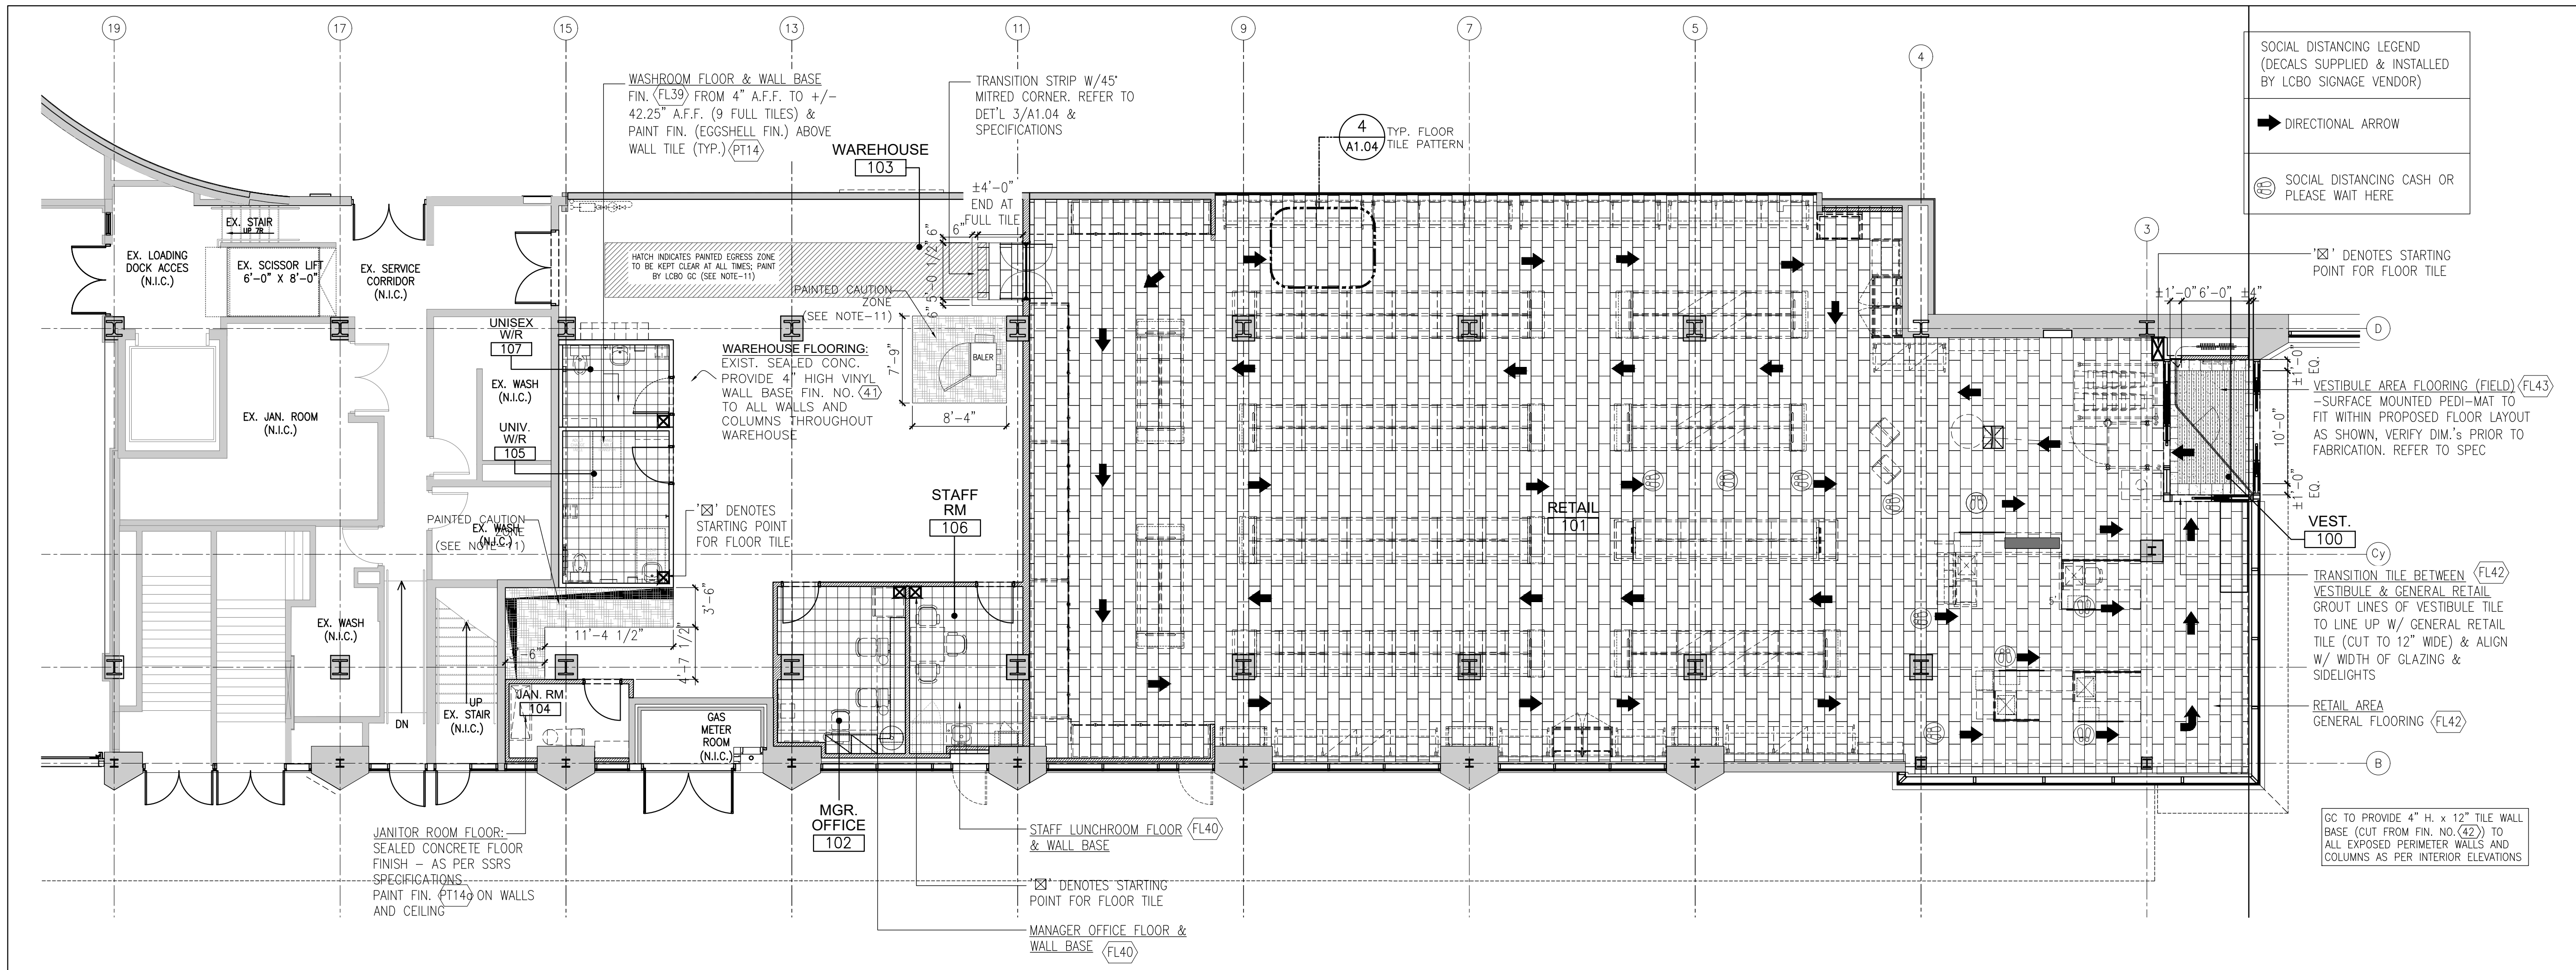 19
17
15
13
11
9
7
5
4
3
D
Cy
B
SOCIAL DISTANCING LEGEND
(DECALS SUPPLIED & INSTALLED
BY LCBO SIGNAGE VENDOR)
DIRECTIONAL ARROW
SOCIAL DISTANCING CASH OR
PLEASE WAIT HERE
WASHROOM FLOOR & WALL BASE
FIN. FL39 FROM 4" A.F.F. TO +/-
42.25" A.F.F. (9 FULL TILES) &
PAINT FIN. (EGGSHELL FIN.) ABOVE
WALL TILE (TYP.) PT14
TRANSITION STRIP W/45°
MITRED CORNER. REFER TO
DET'L 3/A1.04 &
SPECIFICATIONS
WAREHOUSE
103
4
A1.04
TYP. FLOOR
TILE PATTERN
±4'-0"
END AT
FULL TILE
6"
6"
5'-0 1/2"
6"
HATCH INDICATES PAINTED EGRESS ZONE
TO BE KEPT CLEAR AT ALL TIMES; PAINT
BY LCBO GC (SEE NOTE-11)
PAINTED CAUTION
ZONE
(SEE NOTE-11)
EX. STAIR
UP 7R
EX. LOADING
DOCK ACCES
(N.I.C.)
EX. SCISSOR LIFT
6'-0" X 8'-0"
EX. SERVICE
CORRIDOR
(N.I.C.)
UNISEX
W/R
107
EX. WASH
(N.I.C.)
UNIV.
W/R
105
EX. JAN. ROOM
(N.I.C.)
WAREHOUSE FLOORING:
EXIST. SEALED CONC.
PROVIDE 4" HIGH VINYL
WALL BASE FIN. NO. 41
TO ALL WALLS AND
COLUMNS THROUGHOUT
WAREHOUSE
7'-9"
BALER
8'-4"
PAINTED CAUTION
ZONE
(SEE NOTE-11)
EX. WASH
(N.I.C.)
'☒' DENOTES
STARTING POINT
FOR FLOOR TILE
STAFF
RM
106
RETAIL
101
3'-6"
11'-4 1/2"
4'-7 1/2"
6"
EX. WASH
(N.I.C.)
DN
UP
EX. STAIR
(N.I.C.)
JAN. RM
104
GAS
METER
ROOM
(N.I.C.)
MGR.
OFFICE
102
JANITOR ROOM FLOOR:
SEALED CONCRETE FLOOR
FINISH - AS PER SSRS
SPECIFICATIONS
PAINT FIN. PT14a ON WALLS
AND CEILING
STAFF LUNCHROOM FLOOR FL40
& WALL BASE
'☒' DENOTES STARTING
POINT FOR FLOOR TILE
MANAGER OFFICE FLOOR &
WALL BASE FL40
'☒' DENOTES STARTING
POINT FOR FLOOR TILE
±1'-0" 6'-0" ±4"
±1'-0"
EQ.
10'-0"
±1'-0"
EQ.
5'
VESTIBULE AREA FLOORING (FIELD) FL43
-SURFACE MOUNTED PEDI-MAT TO
FIT WITHIN PROPOSED FLOOR LAYOUT
AS SHOWN, VERIFY DIM.'s PRIOR TO
FABRICATION. REFER TO SPEC
VEST.
100
TRANSITION TILE BETWEEN FL42
VESTIBULE & GENERAL RETAIL
GROUT LINES OF VESTIBULE TILE
TO LINE UP W/ GENERAL RETAIL
TILE (CUT TO 12" WIDE) & ALIGN
W/ WIDTH OF GLAZING &
SIDELIGHTS
RETAIL AREA
GENERAL FLOORING FL42
GC TO PROVIDE 4" H. x 12" TILE WALL
BASE (CUT FROM FIN. NO. 42) TO
ALL EXPOSED PERIMETER WALLS AND
COLUMNS AS PER INTERIOR ELEVATIONS